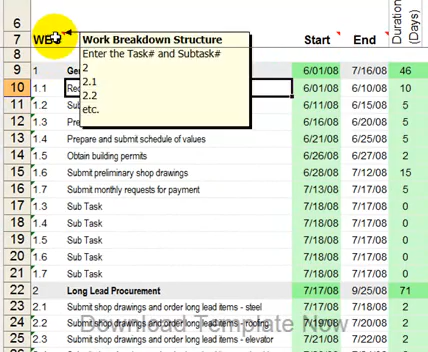 6
7 WB Work Breakdown Structure Start End Duration (Days)
8 Enter the Task# and Subtask#
9 1 Ge 2 6/01/08 7/16/08 46
10 1.1 Re 2.1 6/01/08 6/10/08 10
11 1.2 Sub 2.2 6/11/08 6/15/08 5
12 1.3 Pre etc. 6/16/08 6/20/08 5
13 1.4 Prepare and submit schedule of values 6/21/08 6/25/08 5
14 1.5 Obtain building permits 6/26/08 6/27/08 2
15 1.6 Submit preliminary shop drawings 6/28/08 7/12/08 15
16 1.7 Submit monthly requests for payment 7/13/08 7/17/08 5
17 1.3 Sub Task 7/18/08 7/17/08 0
18 1.4 Sub Task 7/18/08 7/17/08 0
19 1.5 Sub Task 7/18/08 7/17/08 0
20 1.6 Sub Task 7/18/08 7/17/08 0
21 1.7 Sub Task 7/18/08 7/17/08 0
22 2 Long Lead Procurement 7/17/08 9/25/08 71
23 2.1 Submit shop drawings and order long lead items - steel 7/17/08 7/18/08 2
24 2.2 Submit shop drawings and order long lead items - roofing 7/19/08 7/20/08 2
Download Template Now
25 2.3 Submit shop drawings and order long lead items - elevator 7/21/08 7/22/08 2